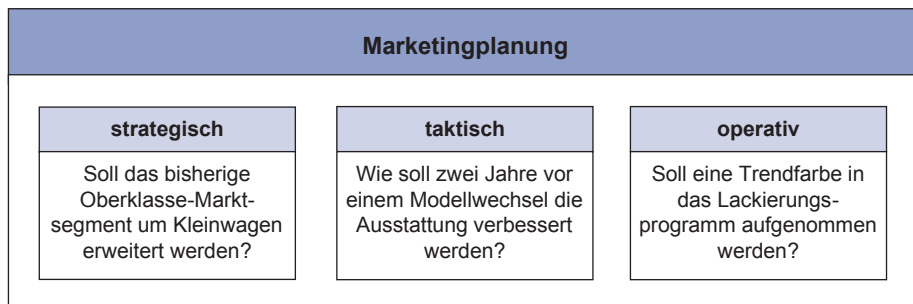 Marketingplanung
strategisch
Soll das bisherige
Oberklasse-Markt-
segment um Kleinwagen
erweitert werden?
taktisch
Wie soll zwei Jahre vor
einem Modellwechsel die
Ausstattung verbessert
werden?
operativ
Soll eine Trendfarbe in
das Lackierungs-
programm aufgenommen
werden?